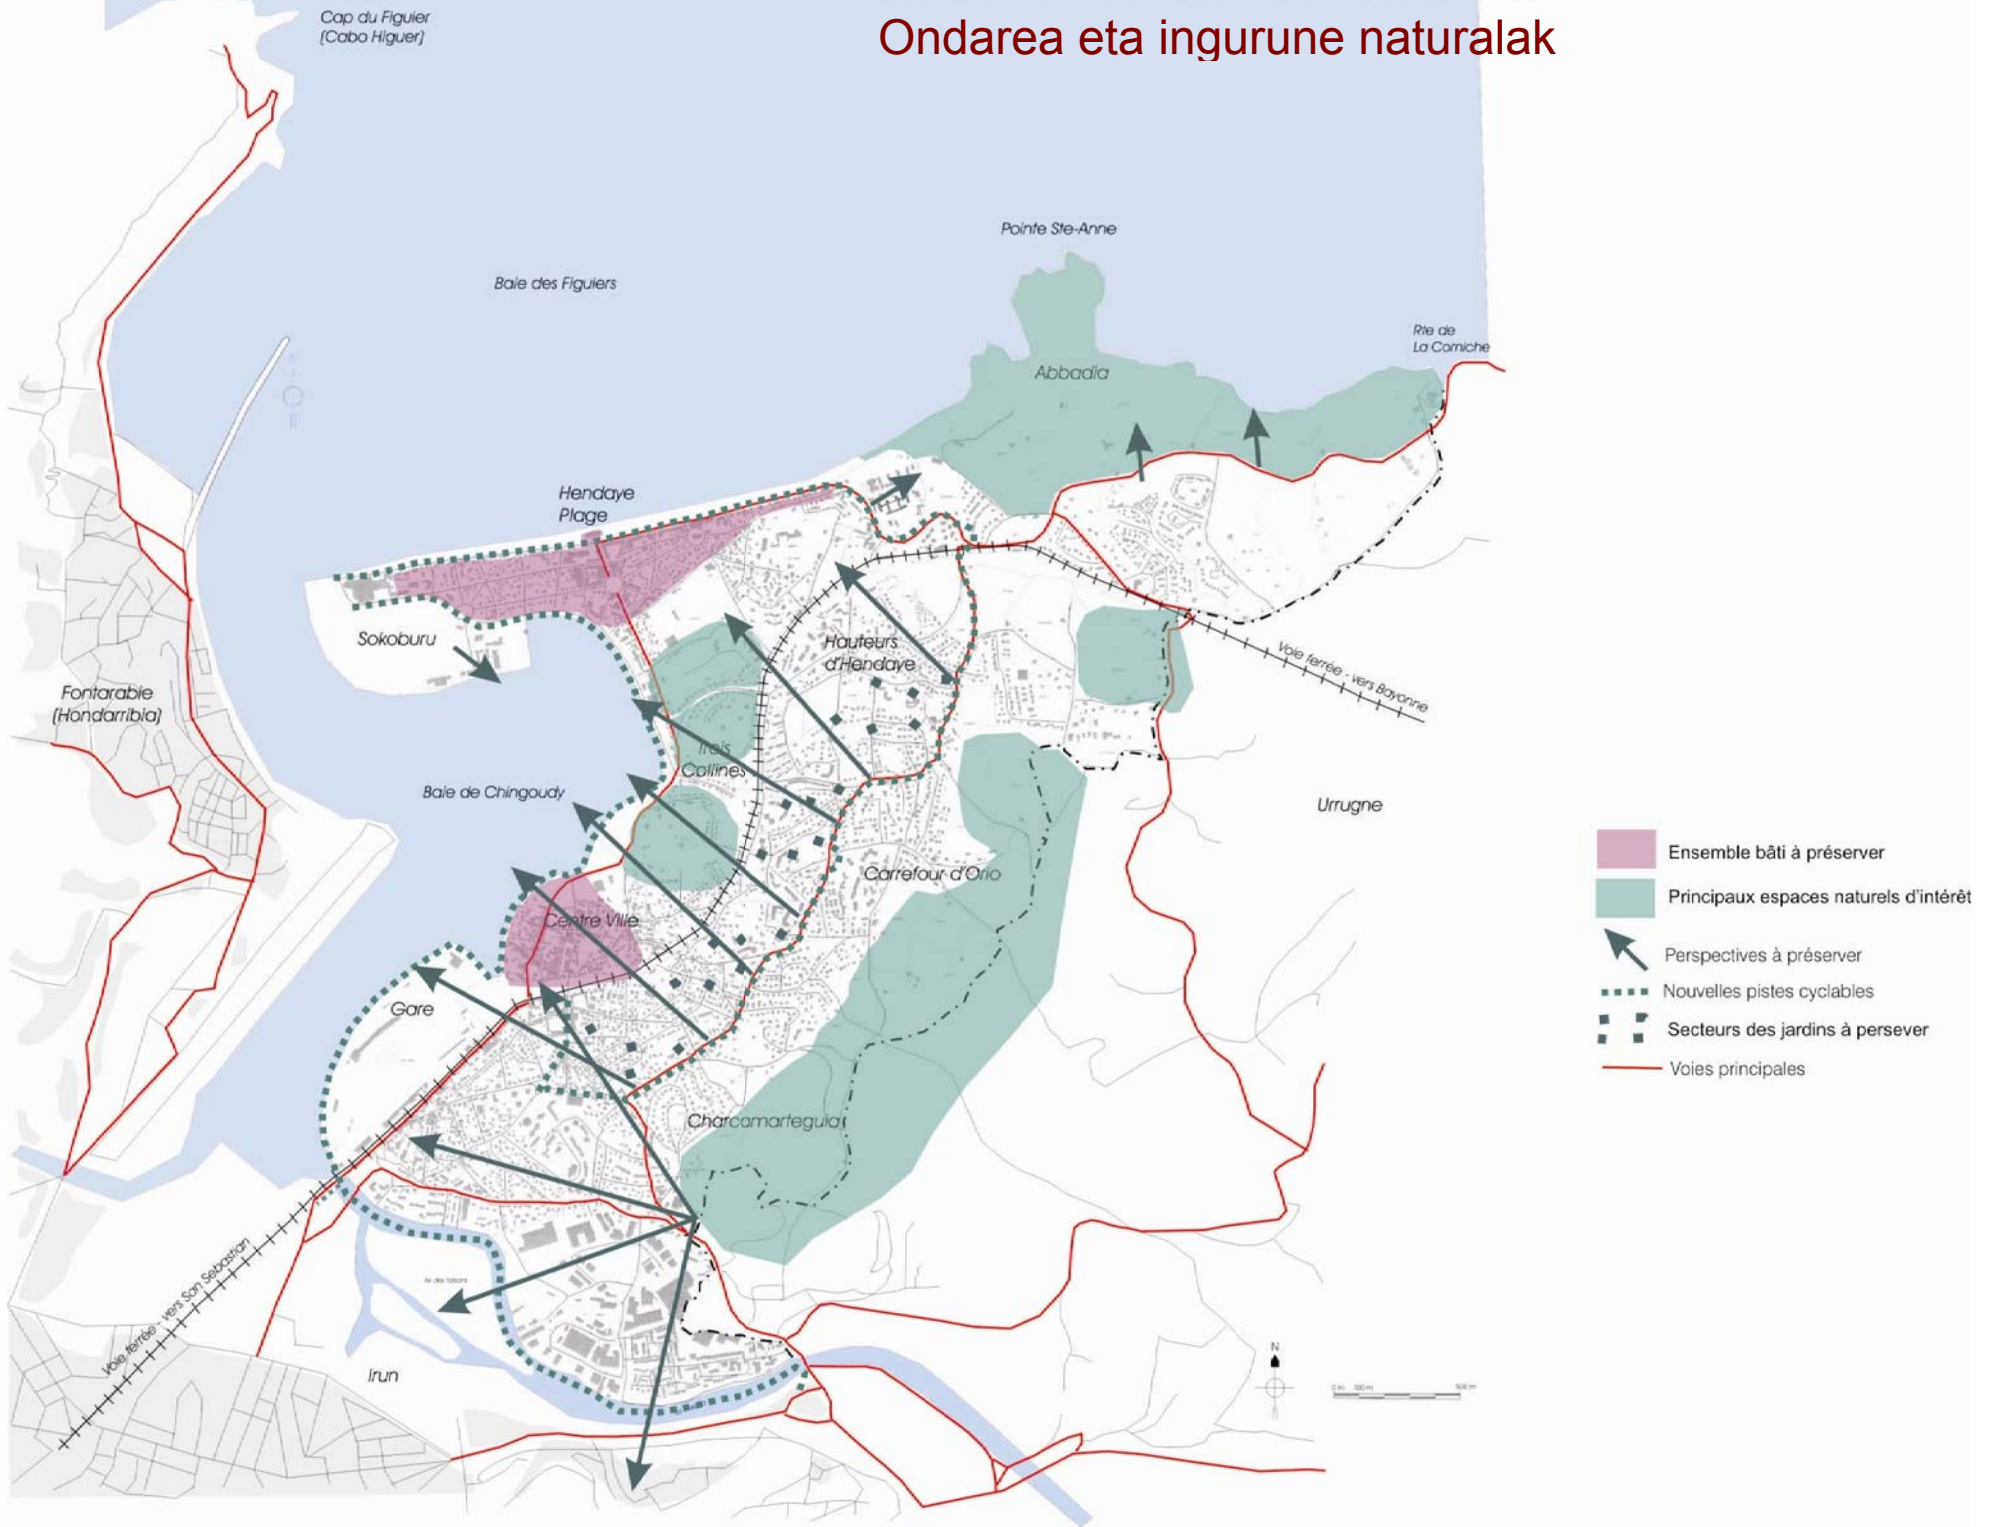 Ondarea eta ingurune naturalak
Cap du Figuier
(Cabo Higuer)
Pointe Ste-Anne
Baie des Figuiers
Rte de
La Corniche
Abbadia
Hendaye
Plage
Sokoburu
Hauteurs
d'Hendaye
Voie ferrée - vers Bayonne
Fontarabie
(Hondarribia)
Trois
Collines
Baie de Chingoudy
Urrugne
Carrefour d'Orio
Centre Ville
Gare
Charcamarteguia
Voie ferrée - vers San Sebastian
Irun
Ensemble bâti à préserver
Principaux espaces naturels d'intérêt
Perspectives à préserver
Nouvelles pistes cyclables
Secteurs des jardins à persever
Voies principales
N
0 m
500 m